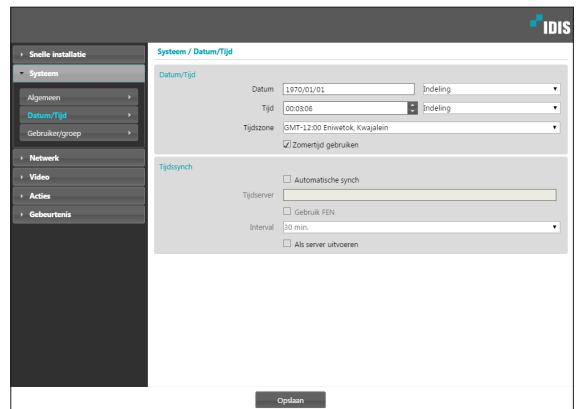 IDIS
Snelle installatie
Systeem
Algemeen
Datum/Tijd
Gebruiker/groep
Netwerk
Video
Acties
Gebeurtenis
Systeem / Datum/Tijd
Datum/Tijd
Datum 1970/01/01 Indeling
Tijd 00:03:06 Indeling
Tijdszone GMT-12:00 Eniwetok, Kwajalein
Zomertijd gebruiken
Tijdssynch
Automatische synch
Tijdserver
Gebruik FEN
Interval 30 min.
Als server uitvoeren
Opslaan